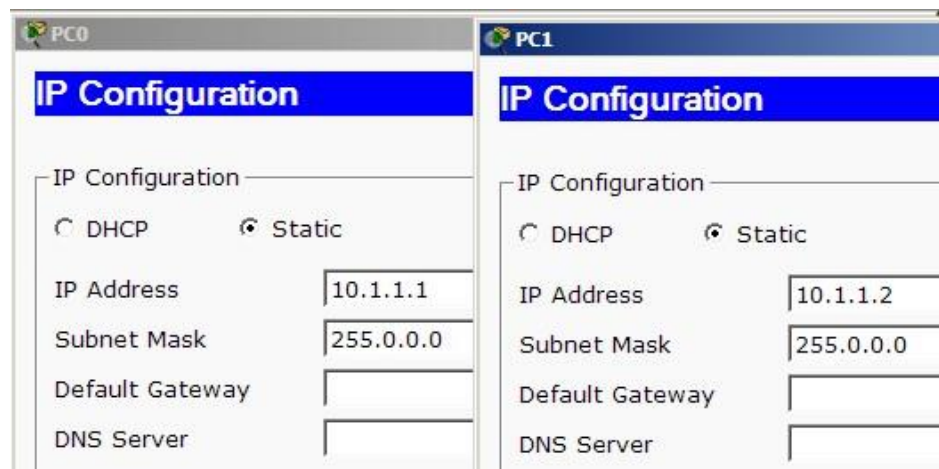 PC0
IP Configuration
IP Configuration
DHCP Static
IP Address 10.1.1.1
Subnet Mask 255.0.0.0
Default Gateway
DNS Server
PC1
IP Configuration
IP Configuration
DHCP Static
IP Address 10.1.1.2
Subnet Mask 255.0.0.0
Default Gateway
DNS Server